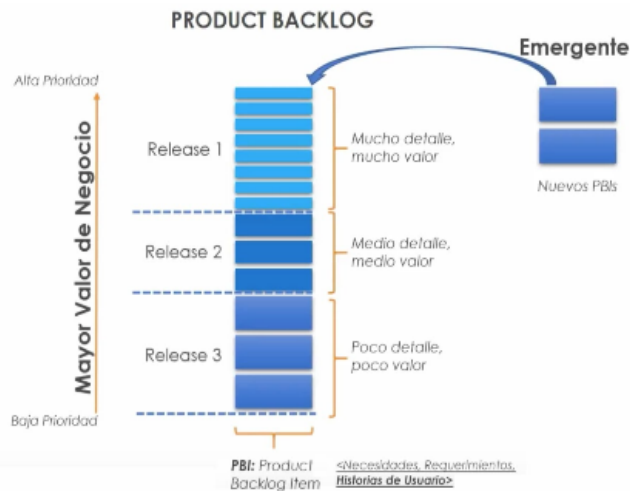 PRODUCT BACKLOG
Emergente
Alta Prioridad
Mayor Valor de Negocio
Release 1
Mucho detalle,
mucho valor
Nuevos PBIs
Release 2
Medio detalle,
medio valor
Release 3
Poco detalle,
poco valor
Baja Prioridad
PBI: Product
Backlog Item
<Necesidades, Requerimientos,
Historias de Usuario>